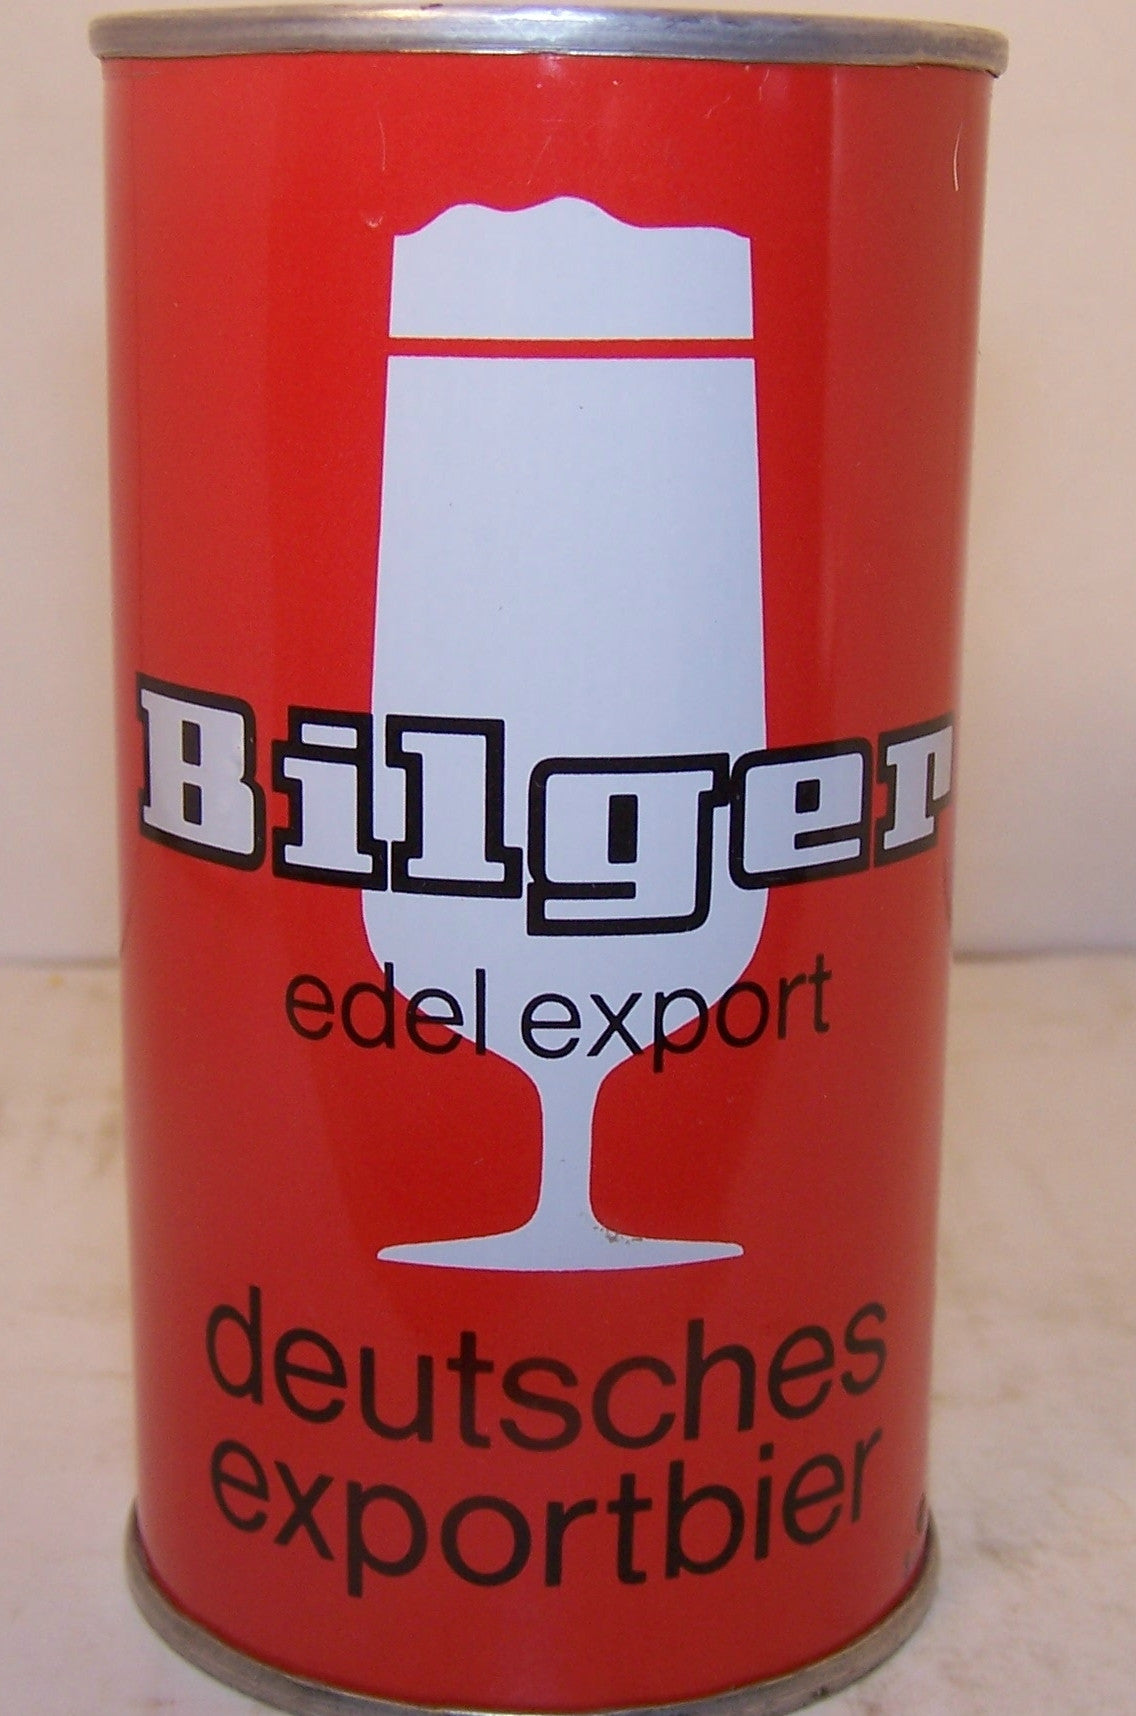 Bilger
edel export
deutsches
exportbier